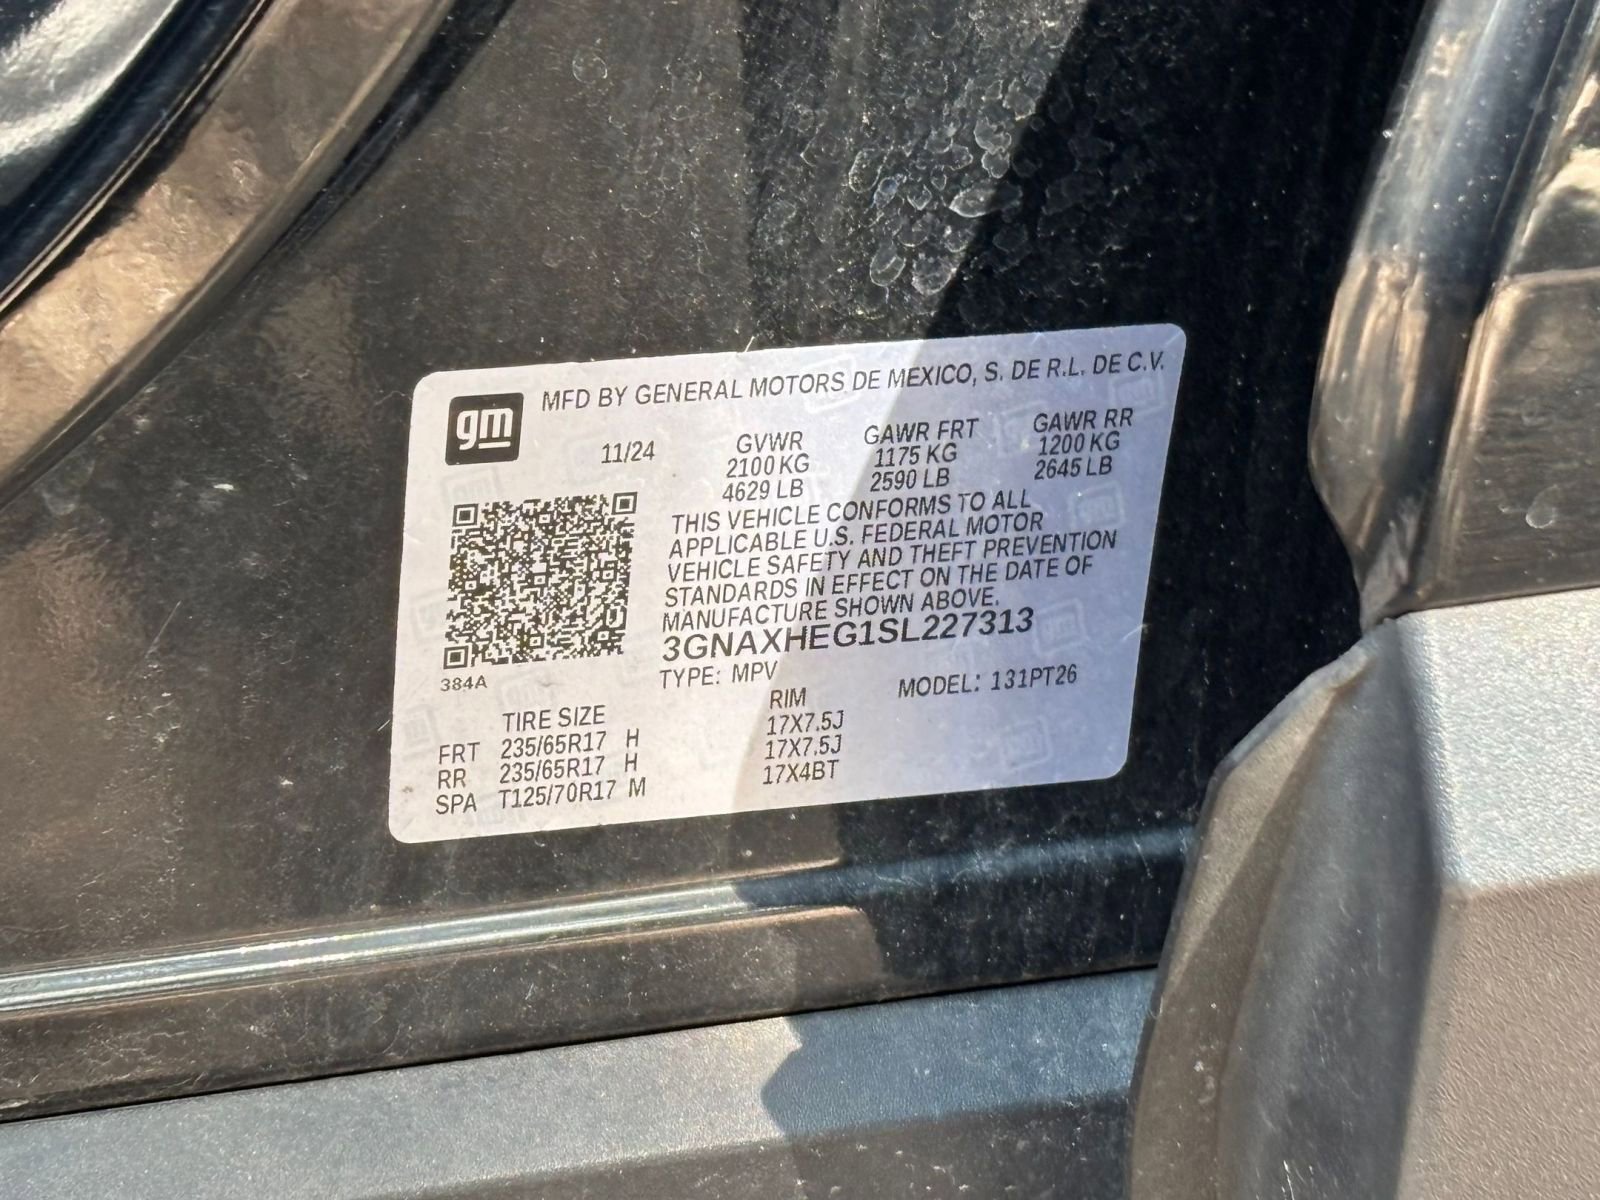 gm
MFD BY GENERAL MOTORS DE MEXICO, S. DE R.L. DE C.V.
11/24 GVWR GAWR FRT GAWR RR
2100 KG 1175 KG 1200 KG
4629 LB 2590 LB 2645 LB
THIS VEHICLE CONFORMS TO ALL
APPLICABLE U.S. FEDERAL MOTOR
VEHICLE SAFETY AND THEFT PREVENTION
STANDARDS IN EFFECT ON THE DATE OF
MANUFACTURE SHOWN ABOVE.
3GNAXHEG1SL227313
384A
TYPE: MPV MODEL: 131PT26
TIRE SIZE RIM
FRT 235/65R17 H 17X7.5J
RR 235/65R17 H 17X7.5J
SPA T125/70R17 M 17X4BT